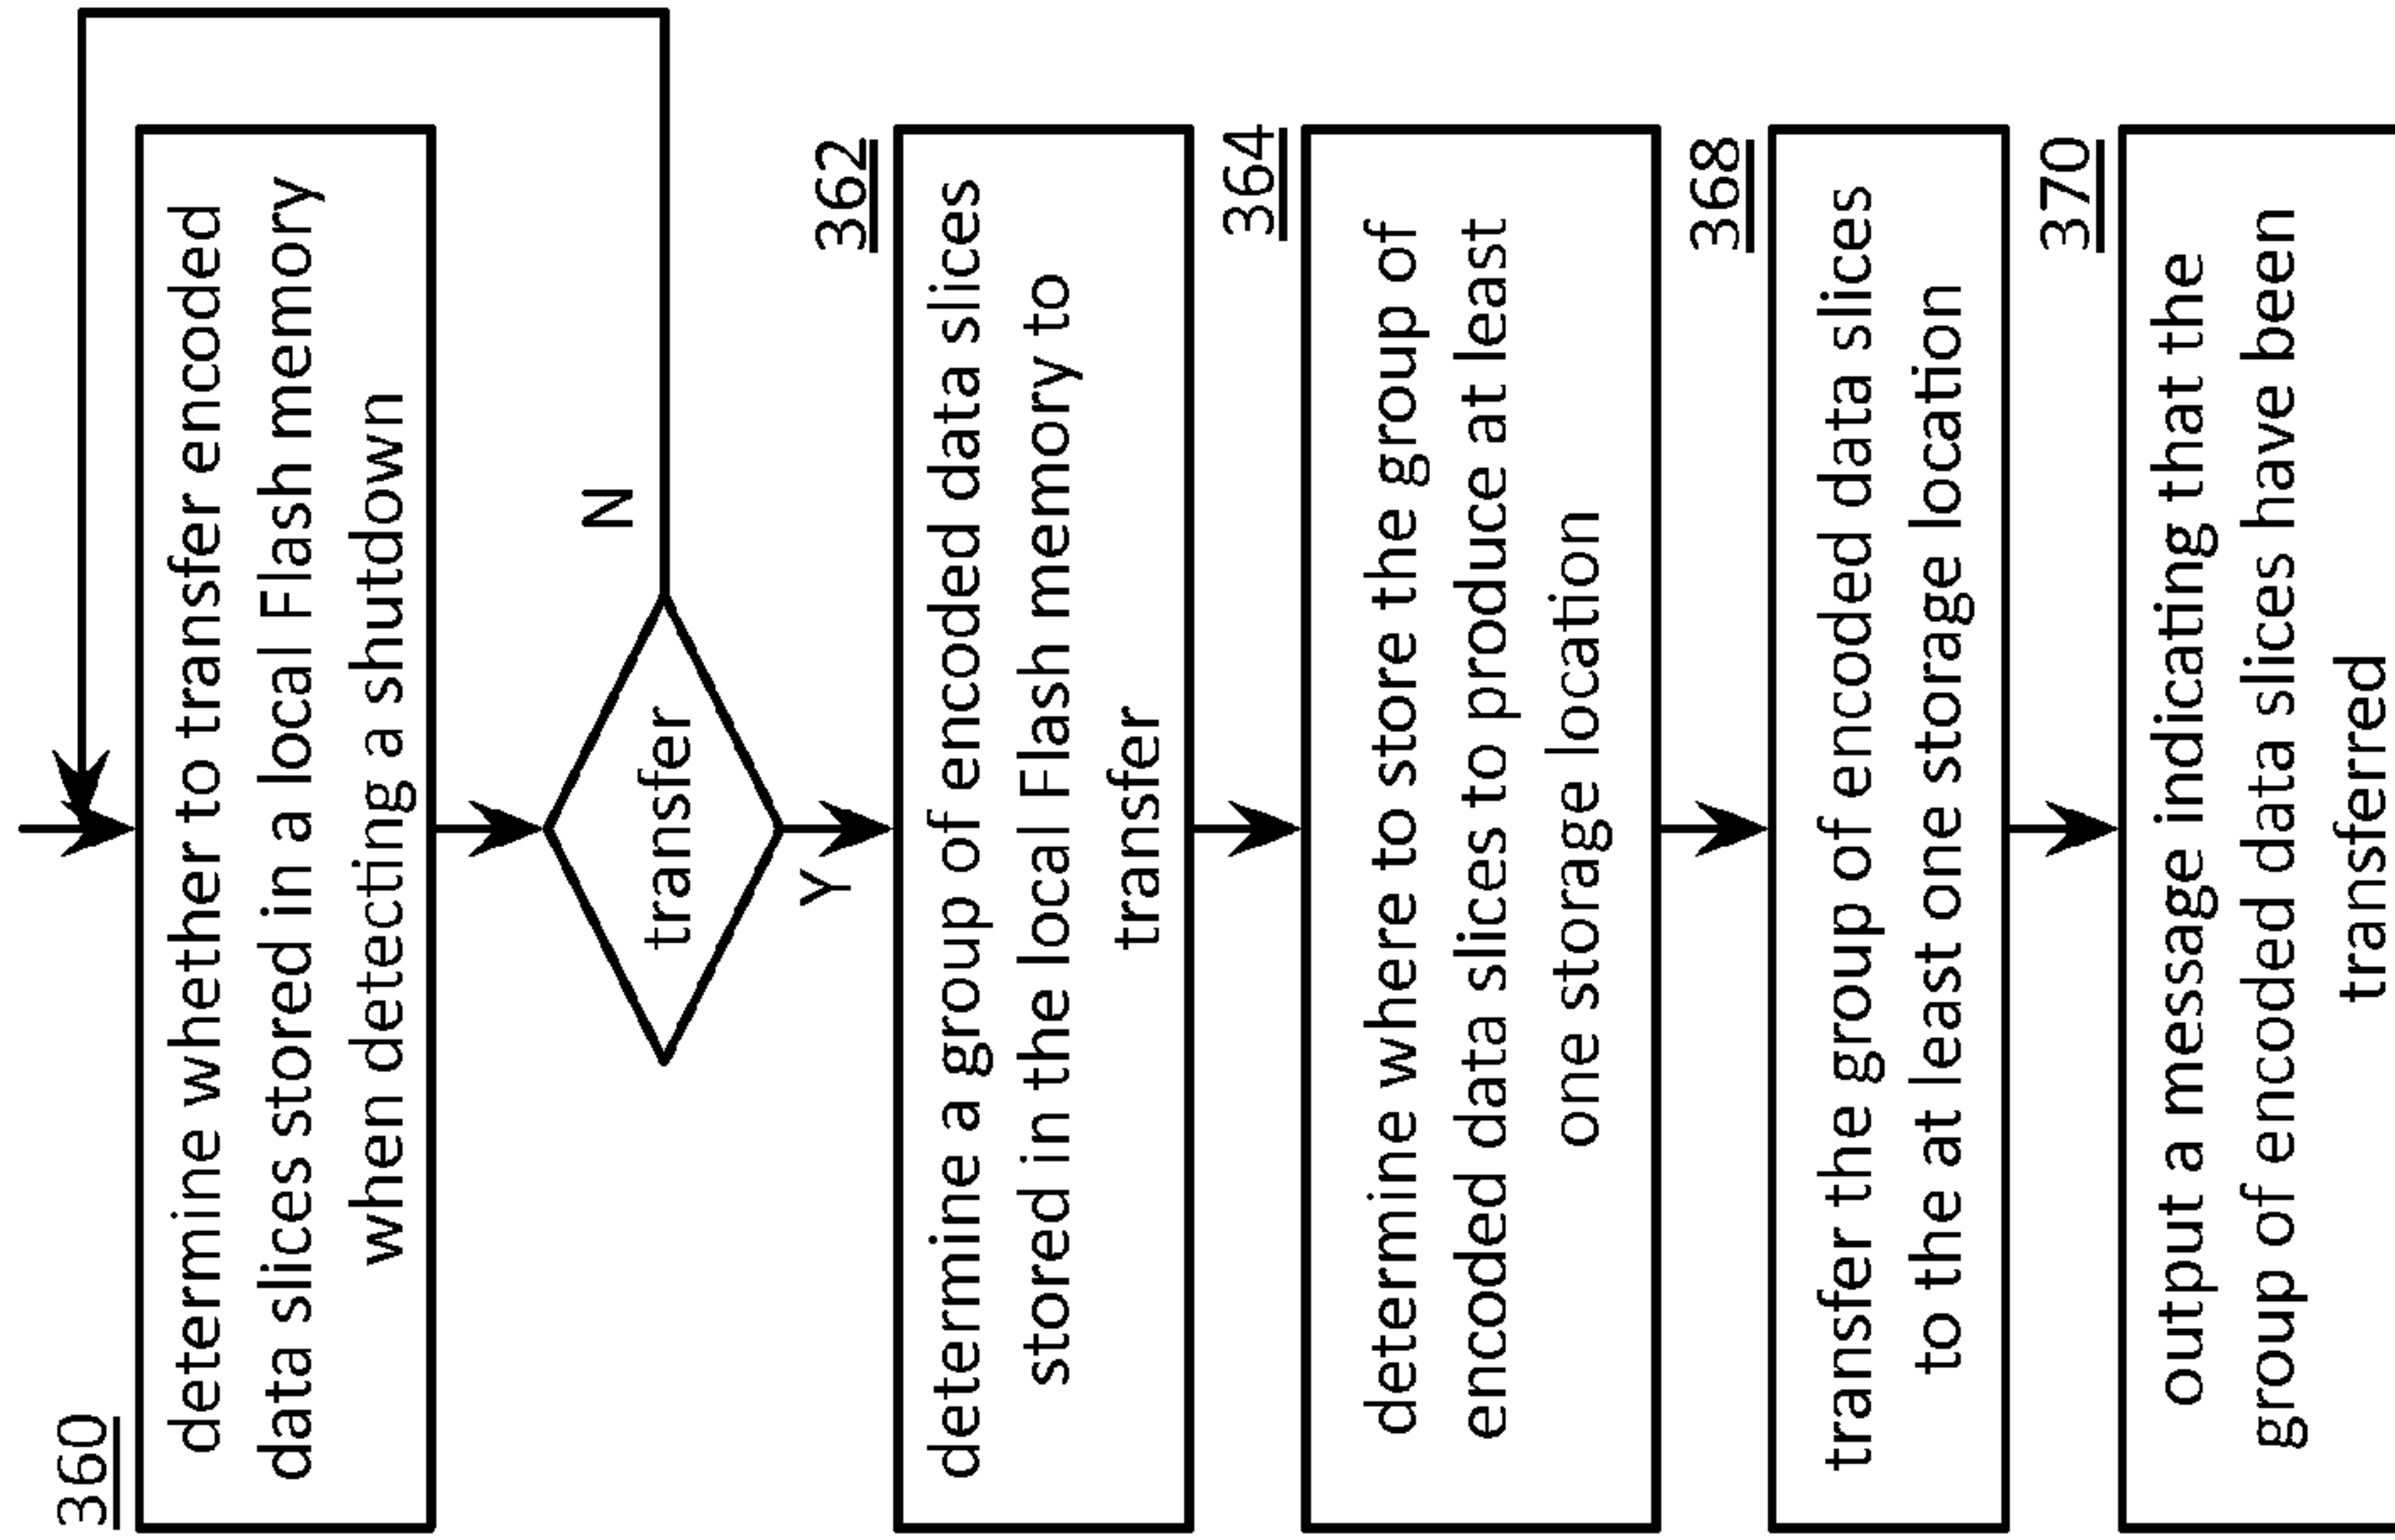 360
determine whether to transfer encoded
data slices stored in a local Flash memory
when detecting a shutdown
transfer
N
Y
362
determine a group of encoded data slices
stored in the local Flash memory to
transfer
364
determine where to store the group of
encoded data slices to produce at least
one storage location
368
transfer the group of encoded data slices
to the at least one storage location
370
output a message indicating that the
group of encoded data slices have been
transferred